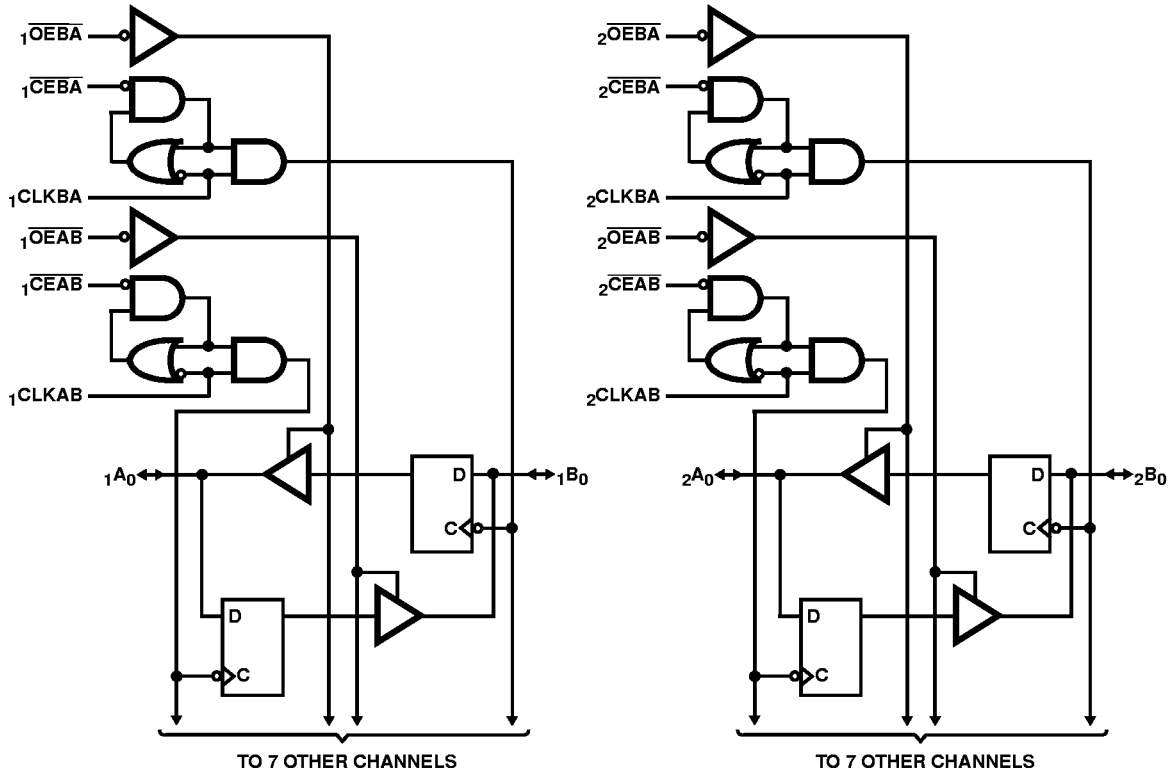 1OEBA
1CEBA
1CLKBA
1OEAB
1CEAB
1CLKAB
1A0
D
C
1B0
D
C
TO 7 OTHER CHANNELS
2OEBA
2CEBA
2CLKBA
2OEAB
2CEAB
2CLKAB
2A0
D
C
2B0
D
C
TO 7 OTHER CHANNELS